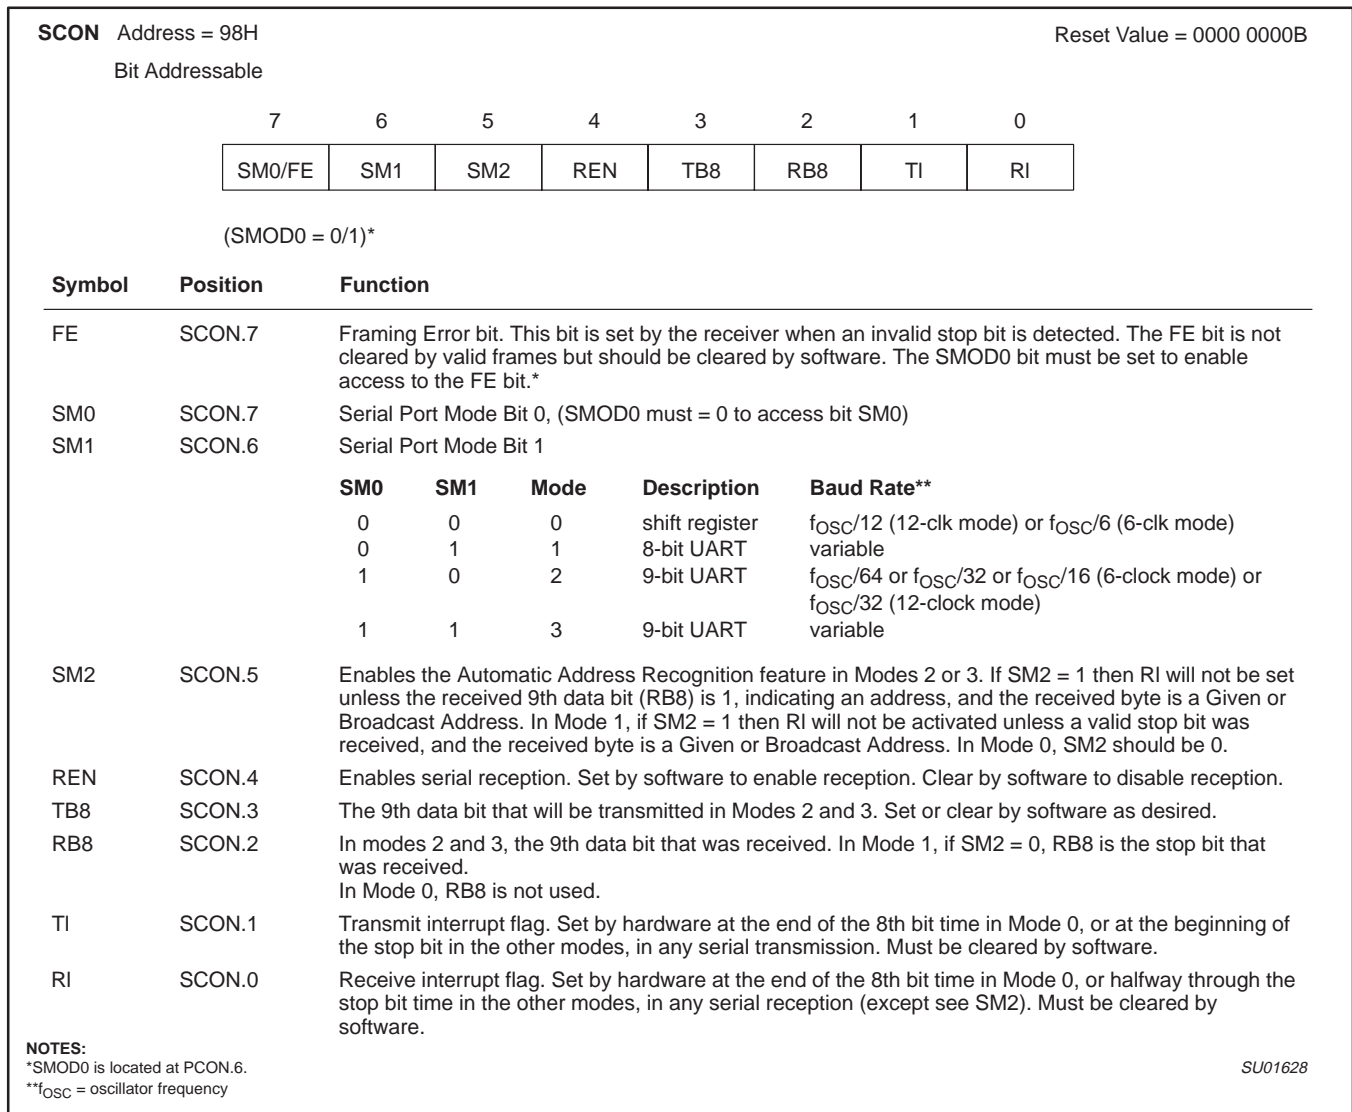 SCON Address = 98H Reset Value = 0000 0000B
Bit Addressable
7 6 5 4 3 2 1 0
SM0/FE SM1 SM2 REN TB8 RB8 TI RI
(SMOD0 = 0/1)*
Symbol Position Function
FE SCON.7 Framing Error bit. This bit is set by the receiver when an invalid stop bit is detected. The FE bit is not
cleared by valid frames but should be cleared by software. The SMOD0 bit must be set to enable
access to the FE bit.*
SM0 SCON.7 Serial Port Mode Bit 0, (SMOD0 must = 0 to access bit SM0)
SM1 SCON.6 Serial Port Mode Bit 1
SM0 SM1 Mode Description Baud Rate**
0 0 0 shift register fOSC/12 (12-clk mode) or fOSC/6 (6-clk mode)
0 1 1 8-bit UART variable
1 0 2 9-bit UART fOSC/64 or fOSC/32 or fOSC/16 (6-clock mode) or
fOSC/32 (12-clock mode)
1 1 3 9-bit UART variable
SM2 SCON.5 Enables the Automatic Address Recognition feature in Modes 2 or 3. If SM2 = 1 then RI will not be set
unless the received 9th data bit (RB8) is 1, indicating an address, and the received byte is a Given or
Broadcast Address. In Mode 1, if SM2 = 1 then RI will not be activated unless a valid stop bit was
received, and the received byte is a Given or Broadcast Address. In Mode 0, SM2 should be 0.
REN SCON.4 Enables serial reception. Set by software to enable reception. Clear by software to disable reception.
TB8 SCON.3 The 9th data bit that will be transmitted in Modes 2 and 3. Set or clear by software as desired.
RB8 SCON.2 In modes 2 and 3, the 9th data bit that was received. In Mode 1, if SM2 = 0, RB8 is the stop bit that
was received.
In Mode 0, RB8 is not used.
TI SCON.1 Transmit interrupt flag. Set by hardware at the end of the 8th bit time in Mode 0, or at the beginning of
the stop bit in the other modes, in any serial transmission. Must be cleared by software.
RI SCON.0 Receive interrupt flag. Set by hardware at the end of the 8th bit time in Mode 0, or halfway through the
stop bit time in the other modes, in any serial reception (except see SM2). Must be cleared by
software.
NOTES:
*SMOD0 is located at PCON.6. SU01628
**fOSC = oscillator frequency